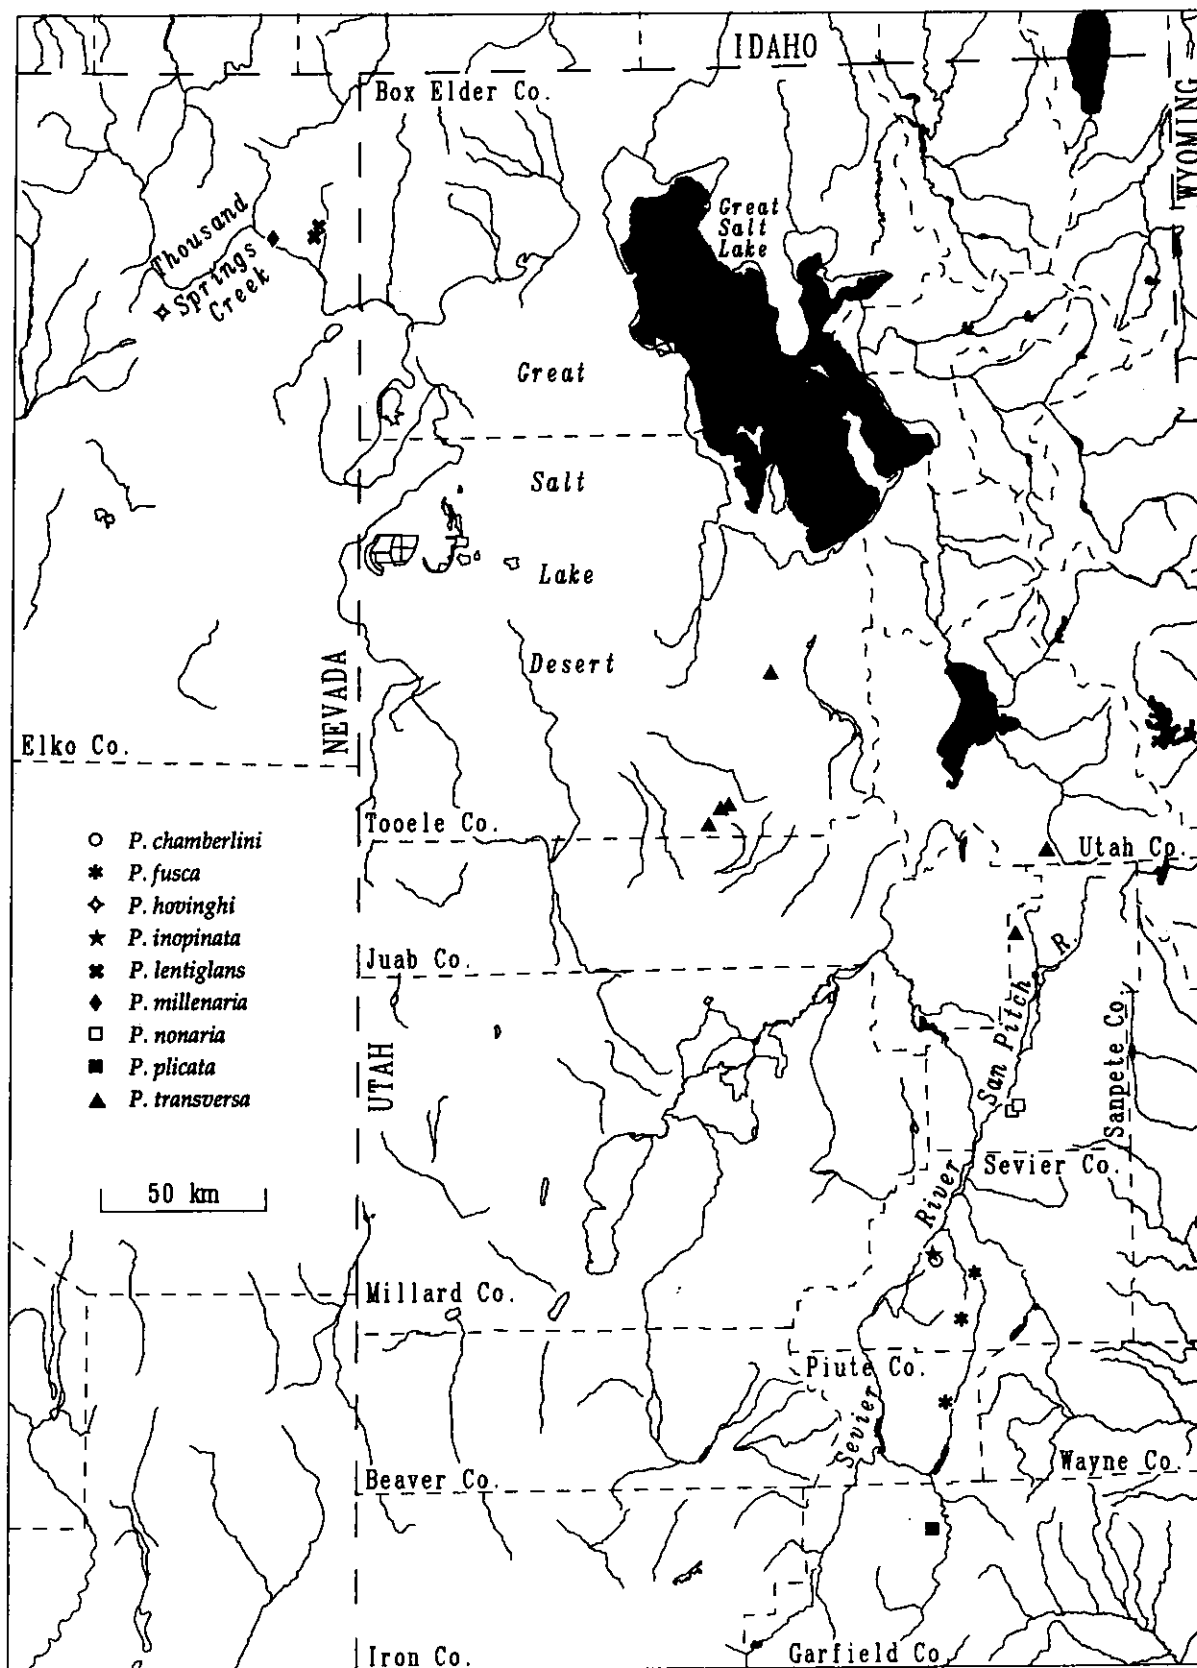 IDAHO
Box Elder Co.
WYOMING
Great
Salt
Lake
Thousand
Springs
Creek
Great
Salt
Lake
Desert
NEVADA
Elko Co.
Tooele Co.
Utah Co.
P. chamberlini
P. fusca
P. hovinghi
P. inopinata
P. lentiglans
P. millenaria
P. nonaria
P. plicata
P. transversa
Juab Co.
San Pitch R.
UTAH
Sanpete Co.
Sevier Co.
50 km
Sevier River
Millard Co.
Piute Co.
Beaver Co.
Wayne Co.
Iron Co.
Garfield Co.